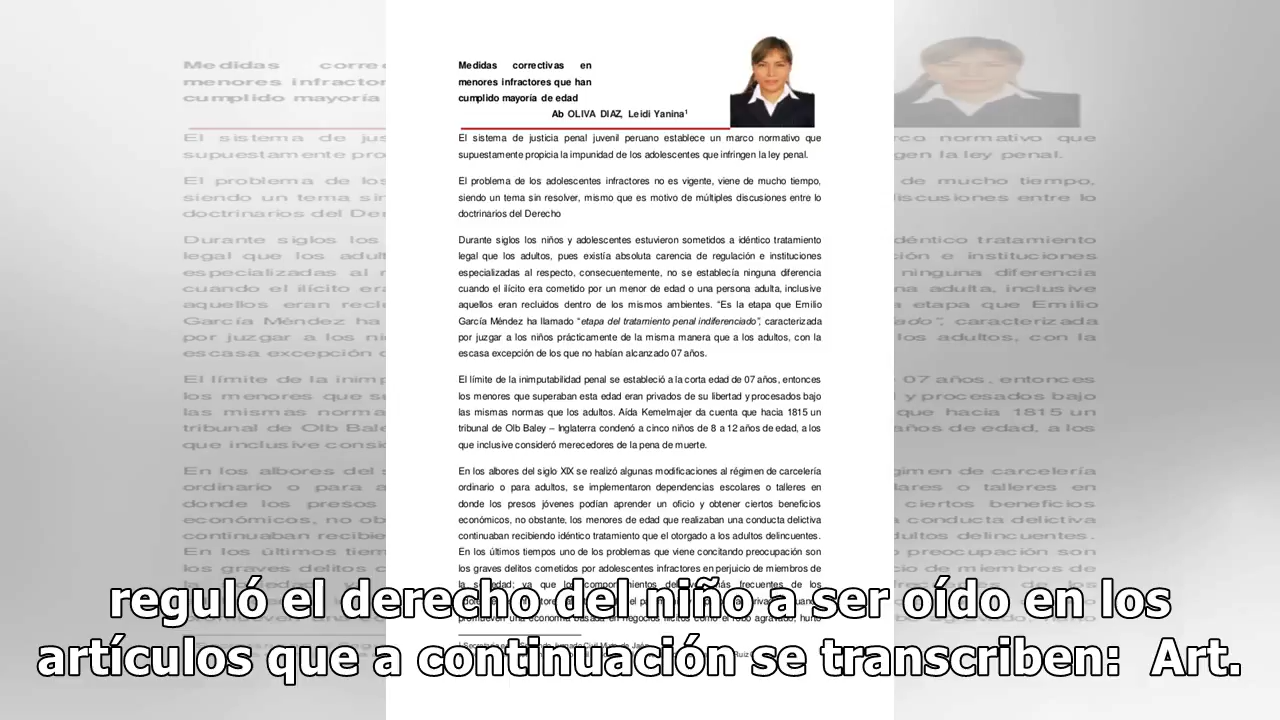 Medidas correctivas en
menores infractores que han
cumplido mayoría de edad
Ab OLIVA DIAZ, Leidi Yanina¹
El sistema de justicia penal juvenil peruano establece un marco normativo que
supuestamente propicia la impunidad de los adolescentes que infringen la ley penal.
El problema de los adolescentes infractores no es vigente, viene de mucho tiempo,
siendo un tema sin resolver, mismo que es motivo de múltiples discusiones entre lo
doctrinarios del Derecho
Durante siglos los niños y adolescentes estuvieron sometidos a idéntico tratamiento
legal que los adultos, pues existía absoluta carencia de regulación e instituciones
especializadas al respecto, consecuentemente, no se establecía ninguna diferencia
cuando el ilícito era cometido por un menor de edad o una persona adulta, inclusive
aquellos eran recluidos dentro de los mismos ambientes. "Es la etapa que Emilio
García Méndez ha llamado "etapa del tratamiento penal indiferenciado", caracterizada
por juzgar a los niños prácticamente de la misma manera que a los adultos, con la
escasa excepción de los que no habían alcanzado 07 años.
El límite de la inimputabilidad penal se estableció a la corta edad de 07 años, entonces
los menores que superaban esta edad eran privados de su libertad y procesados bajo
las mismas normas que los adultos. Aída Kemelmajer da cuenta que hacia 1815 un
tribunal de Olb Baley – Inglaterra condenó a cinco niños de 8 a 12 años de edad, a los
que inclusive consideró merecedores de la pena de muerte.
En los albores del siglo XIX se realizó algunas modificaciones al régimen de carcelería
ordinario o para adultos, se implementaron dependencias escolares o talleres en
donde los presos jóvenes podían aprender un oficio y obtener ciertos beneficios
económicos, no obstante, los menores de edad que realizaban una conducta delictiva
continuaban recibiendo idéntico tratamiento que el otorgado a los adultos delincuentes.
En los últimos tiempos uno de los problemas que viene concitando preocupación son
los graves delitos cometidos por adolescentes infractores en perjuicio de miembros de
reguló el derecho del niño a ser oído en los
artículos que a continuación se transcriben: Art.